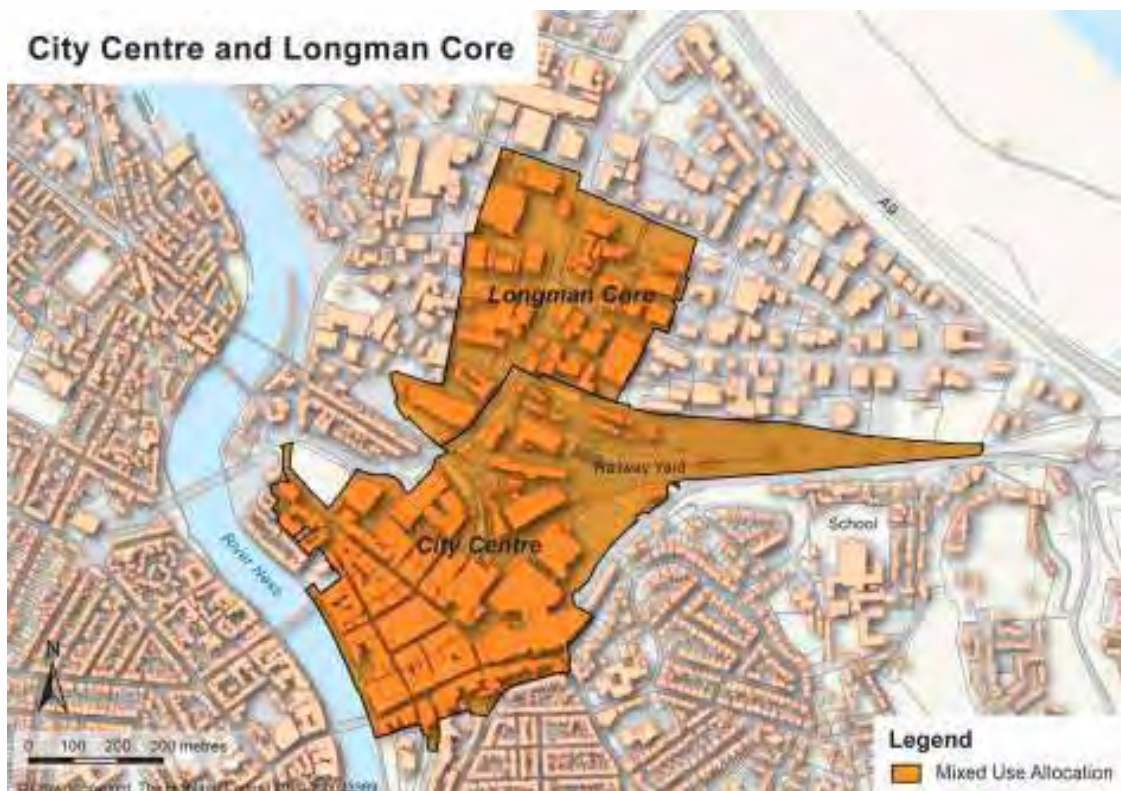 City Centre and Longman Core
A9
Longman Core
Railway Yard
School
City Centre
River Ness
N
0 100 200 300 metres
Legend
Mixed Use Allocation